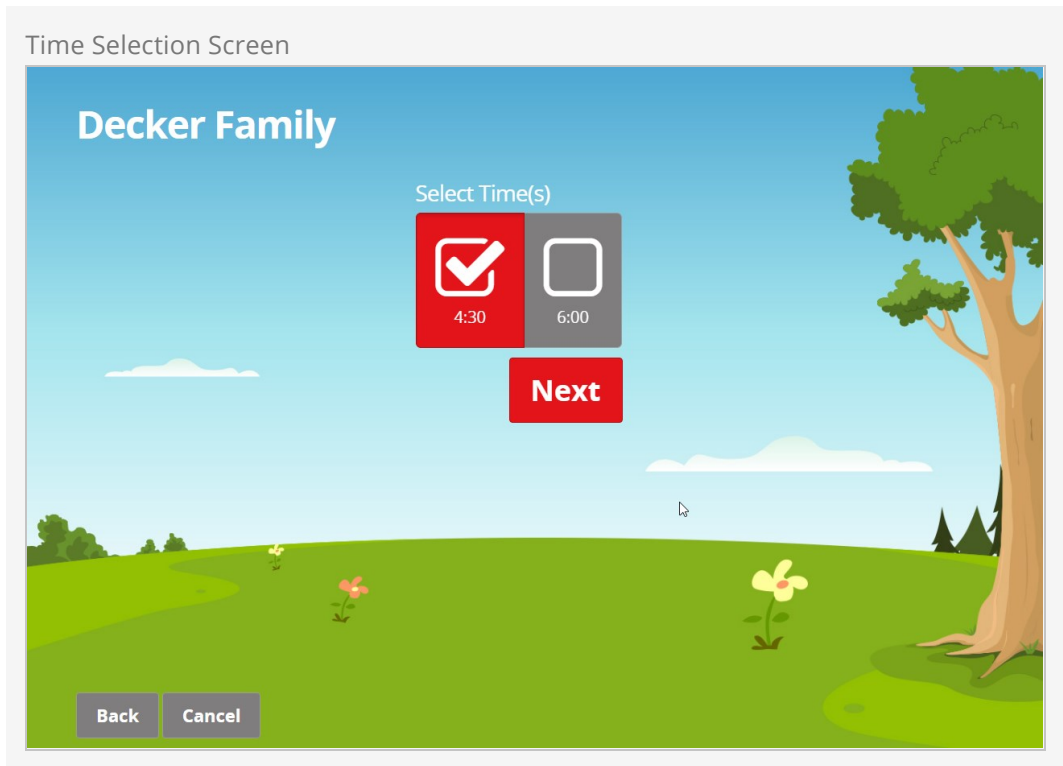 Time Selection Screen
Decker Family
Select Time(s)
4:30 6:00
Next
Back Cancel